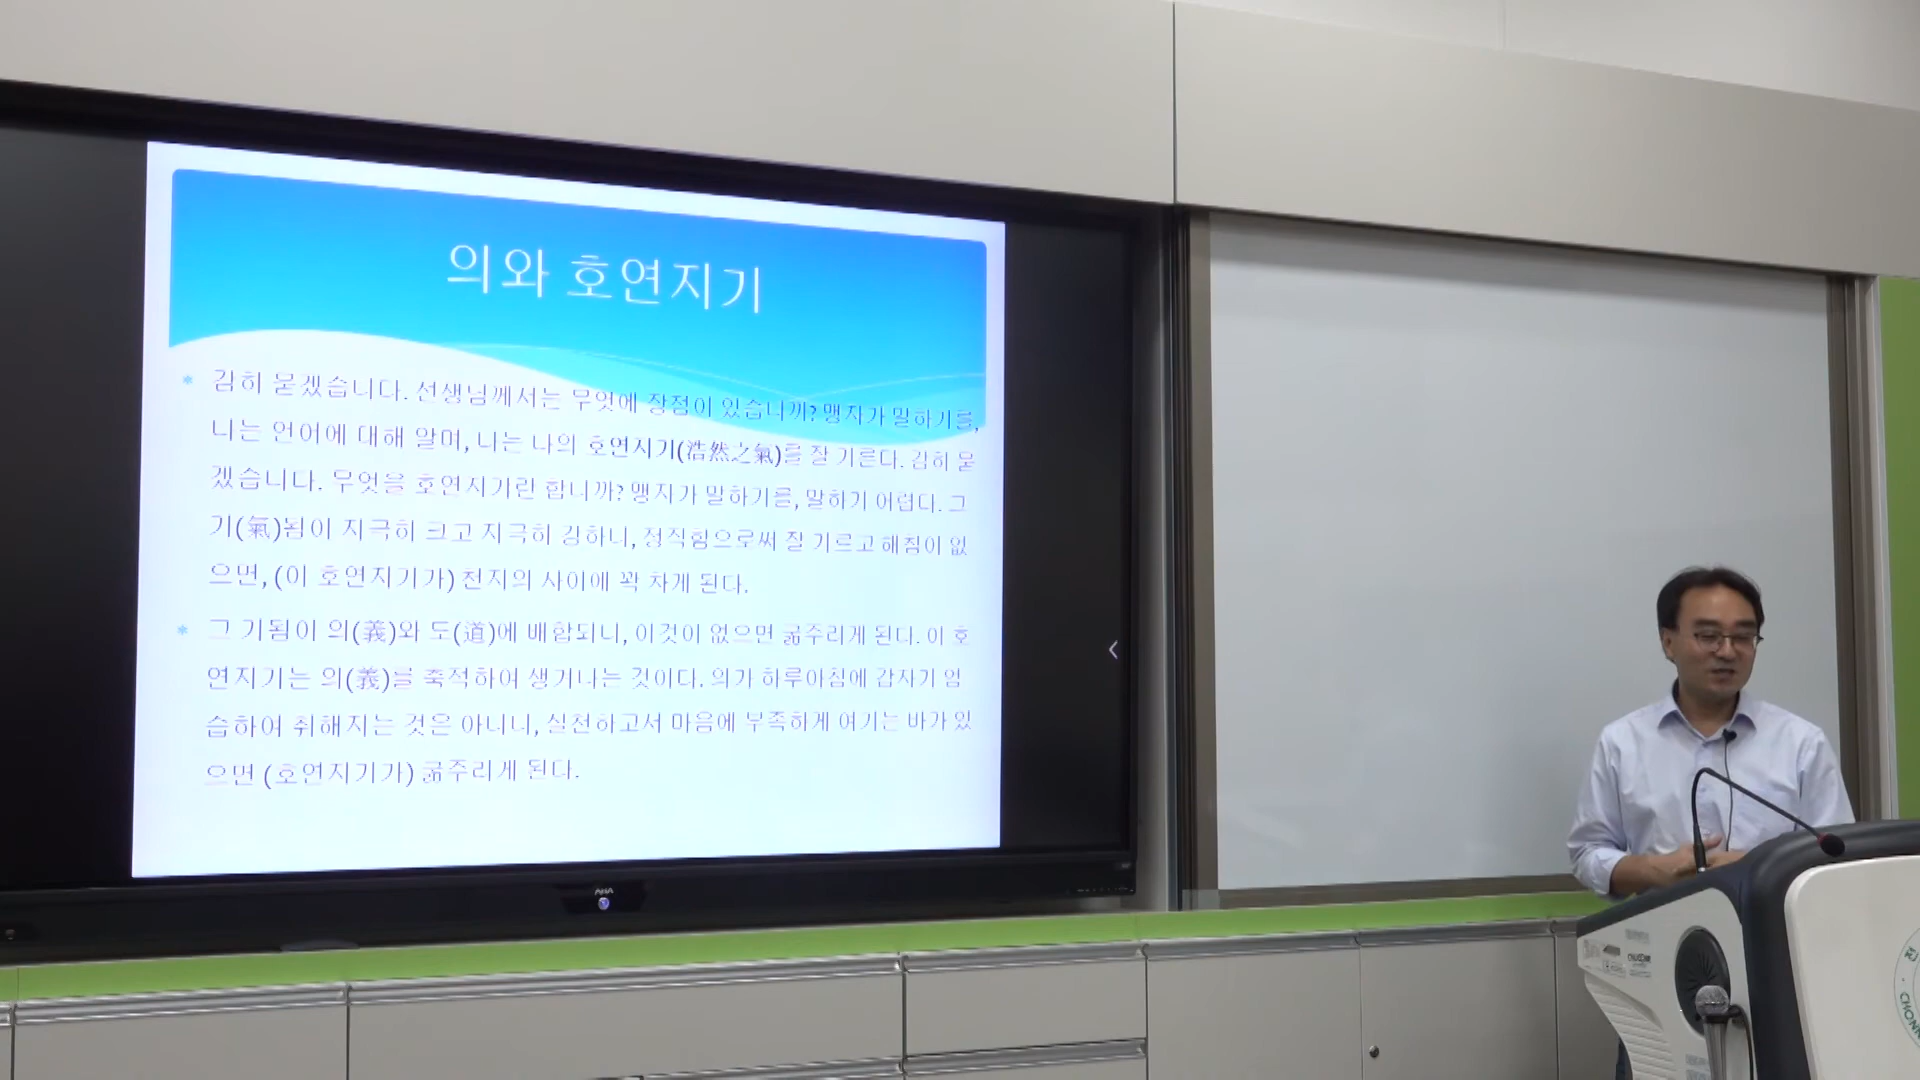 의와 호연지기
감히 묻겠습니다. 선생님께서는 무엇에 장점이 있습니까? 맹자가 말하기를,
나는 언어에 대해 알며, 나는 나의 호연지기(浩然之氣)를 잘 기른다. 감히 묻
겠습니다. 무엇을 호연지기란 합니까? 맹자가 말하기를, 말하기 어렵다. 그
기(氣)됨이 지극히 크고 지극히 강하니, 정직함으로써 잘 기르고 해침이 없
으면, (이 호연지기가) 천지의 사이에 꽉 차게 된다.
그 기됨이 의(義)와 도(道)에 배합되니, 이것이 없으면 굶주리게 된다. 이 호
연지기는 의(義)를 축적하여 생겨나는 것이다. 의가 하루아침에 갑자기 엄
습하여 취해지는 것은 아니니, 실천하고서 마음에 부족하게 여기는 바가 있
으면 (호연지기가) 굶주리게 된다.
AHA
전
CHONN